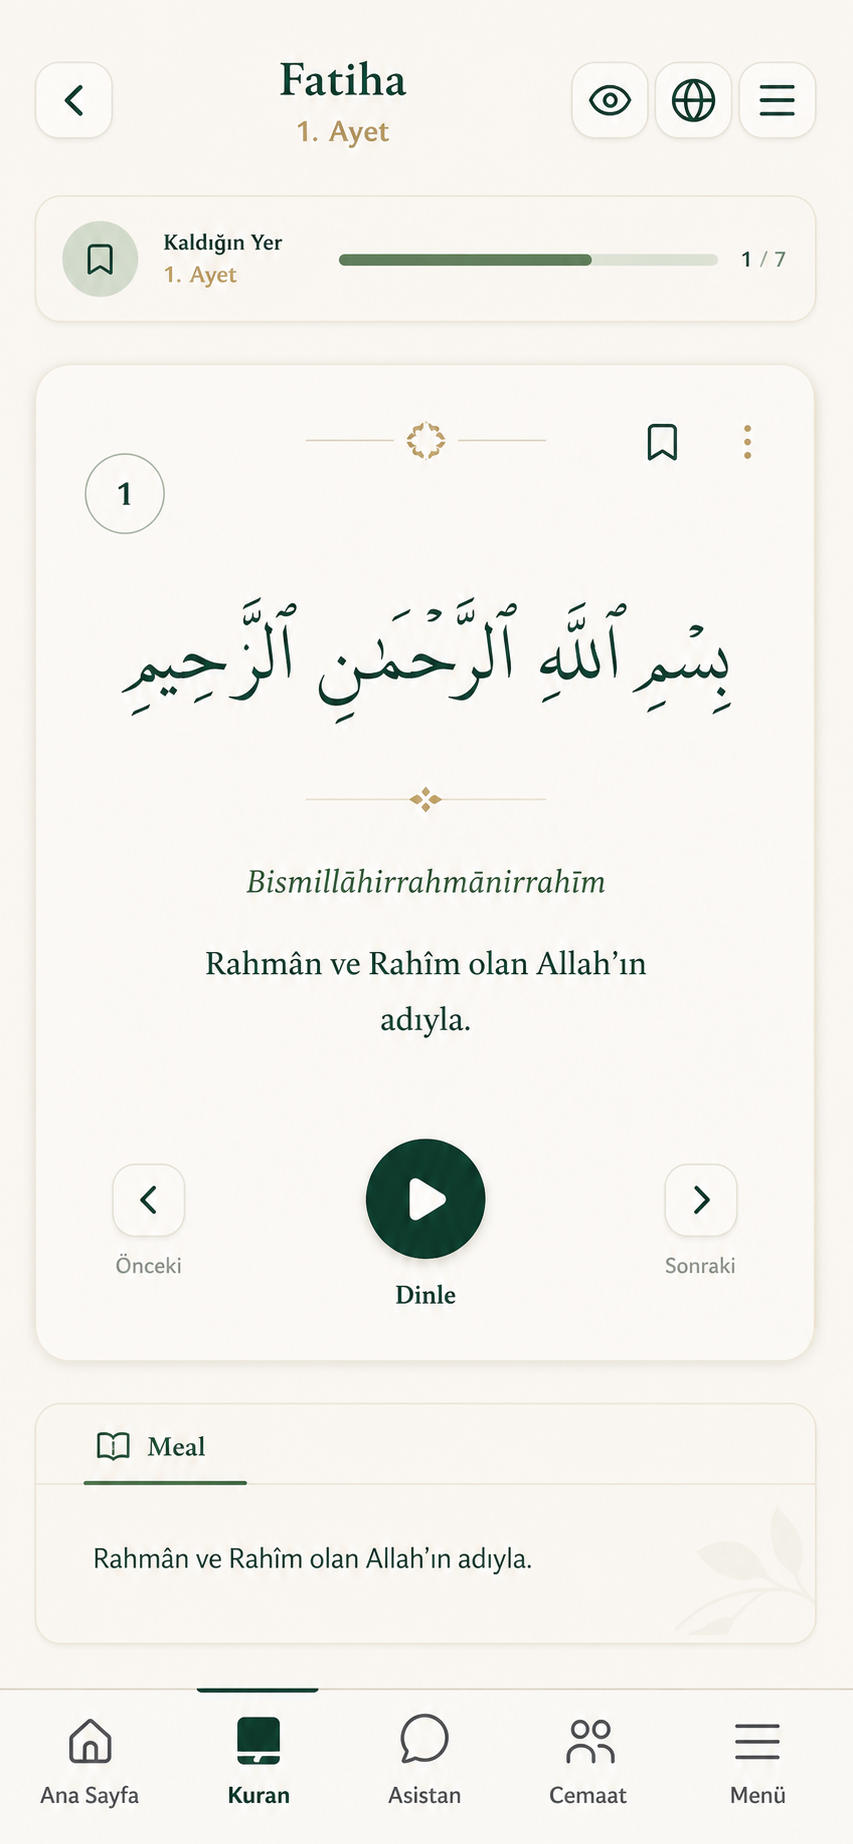 Fatiha
1. Ayet
Kaldığın Yer
1. Ayet
1 / 7
1
بِسْمِ ٱللَّهِ ٱلرَّحْمَـٰنِ ٱلزَّحِيمِ
Bismillāhirrahmānirrahīm
Rahmân ve Rahîm olan Allah’ın
adıyla.
Önceki
Dinle
Sonraki
Meal
Rahmân ve Rahîm olan Allah’ın adıyla.
Ana Sayfa
Kuran
Asistan
Cemaat
Menü